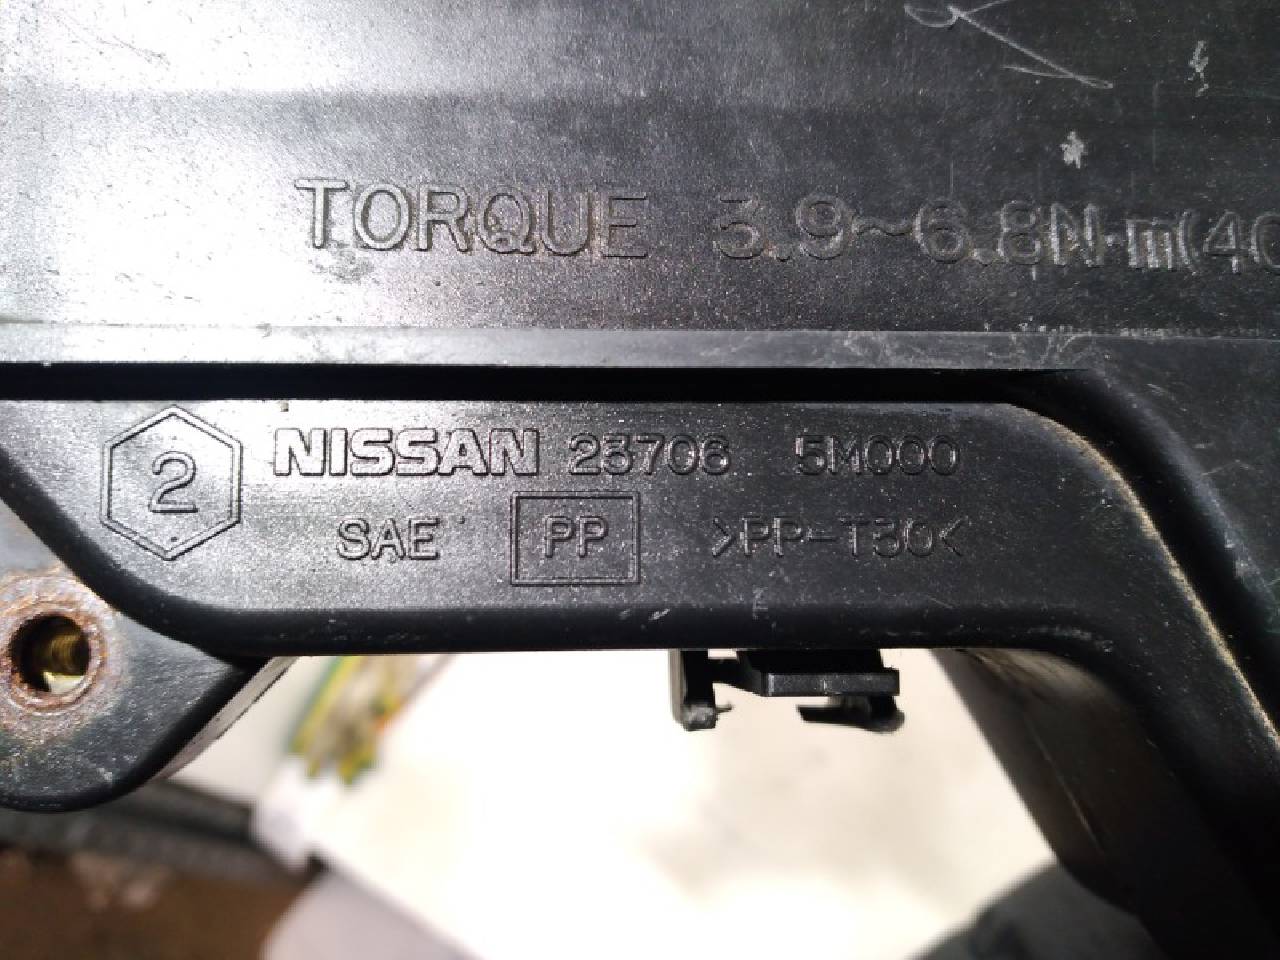 TORQUE 3.9~6.8N·m(40
2 NISSAN 23706 5M000
SAE PP >PP-T30<